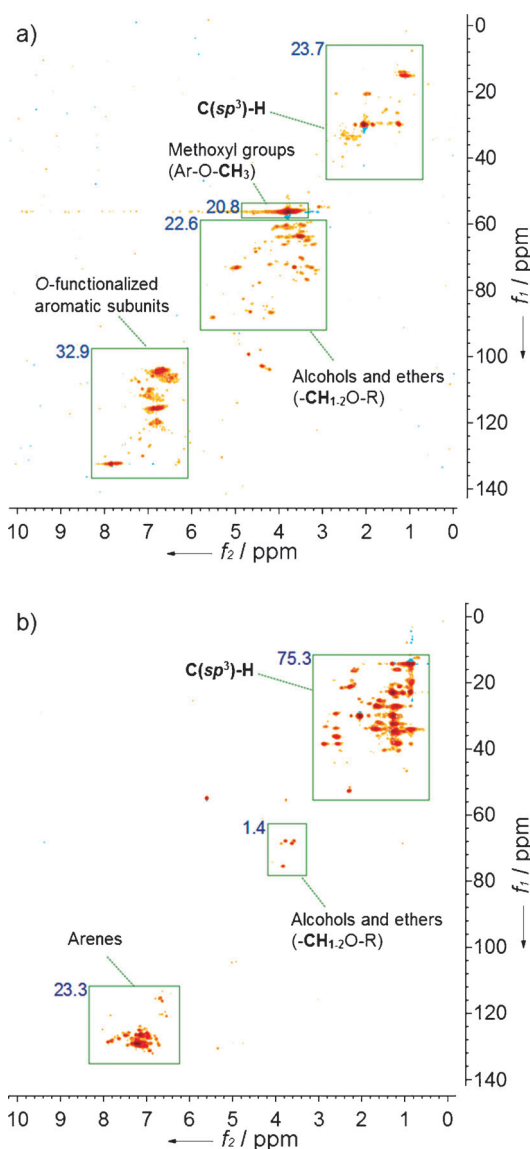 a)
23.7
C(sp³)-H
Methoxyl groups
(Ar-O-CH₃)
20.8
22.6
O-functionalized
aromatic subunits
32.9
Alcohols and ethers
(-CH₁₋₂O-R)
0
20
40
60
80
100
120
140
f₁ / ppm
10 9 8 7 6 5 4 3 2 1 0
f₂ / ppm
b)
75.3
C(sp³)-H
1.4
Alcohols and ethers
(-CH₁₋₂O-R)
Arenes
23.3
0
20
40
60
80
100
120
140
f₁ / ppm
10 9 8 7 6 5 4 3 2 1 0
f₂ / ppm